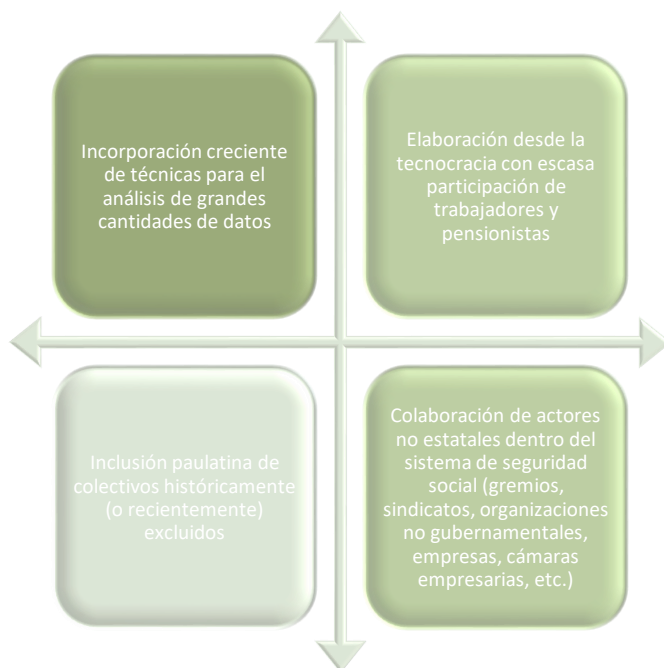 Incorporación creciente
de técnicas para el
análisis de grandes
cantidades de datos
Elaboración desde la
tecnocracia con escasa
participación de
trabajadores y
pensionistas
Inclusión paulatina de
colectivos históricamente
(o recientemente)
excluidos
Colaboración de actores
no estatales dentro del
sistema de seguridad
social (gremios,
sindicatos, organizaciones
no gubernamentales,
empresas, cámaras
empresarias, etc.)